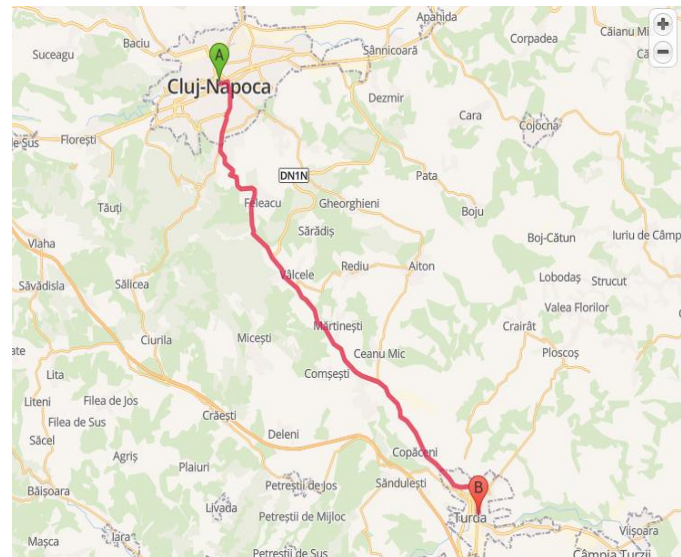 Apahida
Corpadea
Căianu Mi
+
Suceagu
Baciu
A
Sânnicoară
−
Cluj-Napoca
Dezmir
Cara
Cojocna
de Sus
Florești
DN1N
Pata
Feleacu
Gheorghieni
Tăuți
Boju
Sărădiș
Boj-Cătun
Iuriu de Câmp
Vlaha
Vâlcele
Rediu
Aiton
Lobodaș
Strucut
Săvădisla
Sălicea
Valea Florilor
Mărtinești
Crairât
Micești
Ciurila
Ceanu Mic
Ploscoș
Lita
Comșești
Liteni
Filea de Jos
Crăești
Filea de Sus
Deleni
Săcel
Copăceni
Agriș
Plaiuri
Băișoara
Petreștii de Jos
Săndulești
B
Livada
Petreștii de Mijloc
Turda
Viișoara
Mașca
Iara
Petreștii de Sus
Câmpia Turzii